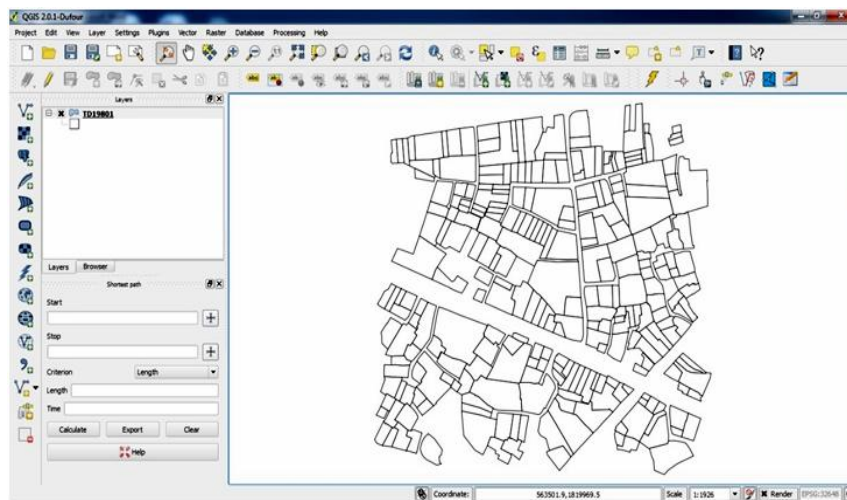 QGIS 2.0.1-Dufour
Project Edit View Layer Settings Plugins Vector Raster Database Processing Help
Layers
TD19801
Layers Browser
Shortest path
Start
Stop
Criterion Length
Length
Time
Calculate Export Clear
Help
Coordinate: 563501.9,1819969.5 Scale 1:1926 Render EPSG:32648